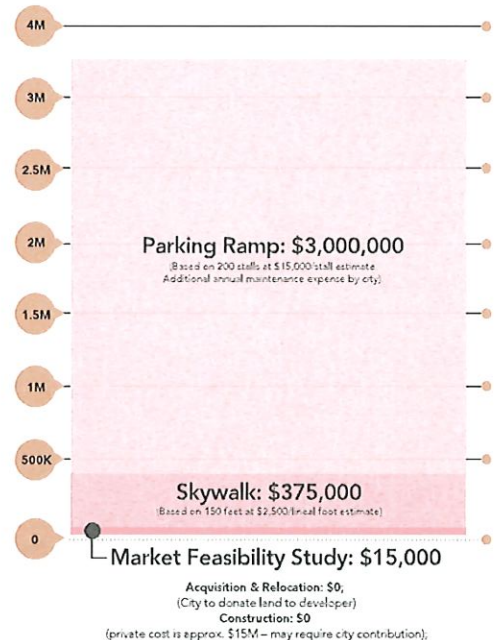 4M
3M
2.5M
2M
Parking Ramp: $3,000,000
(Based on 200 stalls at $15,000/stall estimate
Additional annual maintenance expense by city)
1.5M
1M
500K
Skywalk: $375,000
(Based on 150 feet at $2,500/lineal foot estimate)
0
Market Feasibility Study: $15,000
Acquisition & Relocation: $0;
(City to donate land to developer)
Construction: $0
(private cost is approx. $15M – may require city contribution);